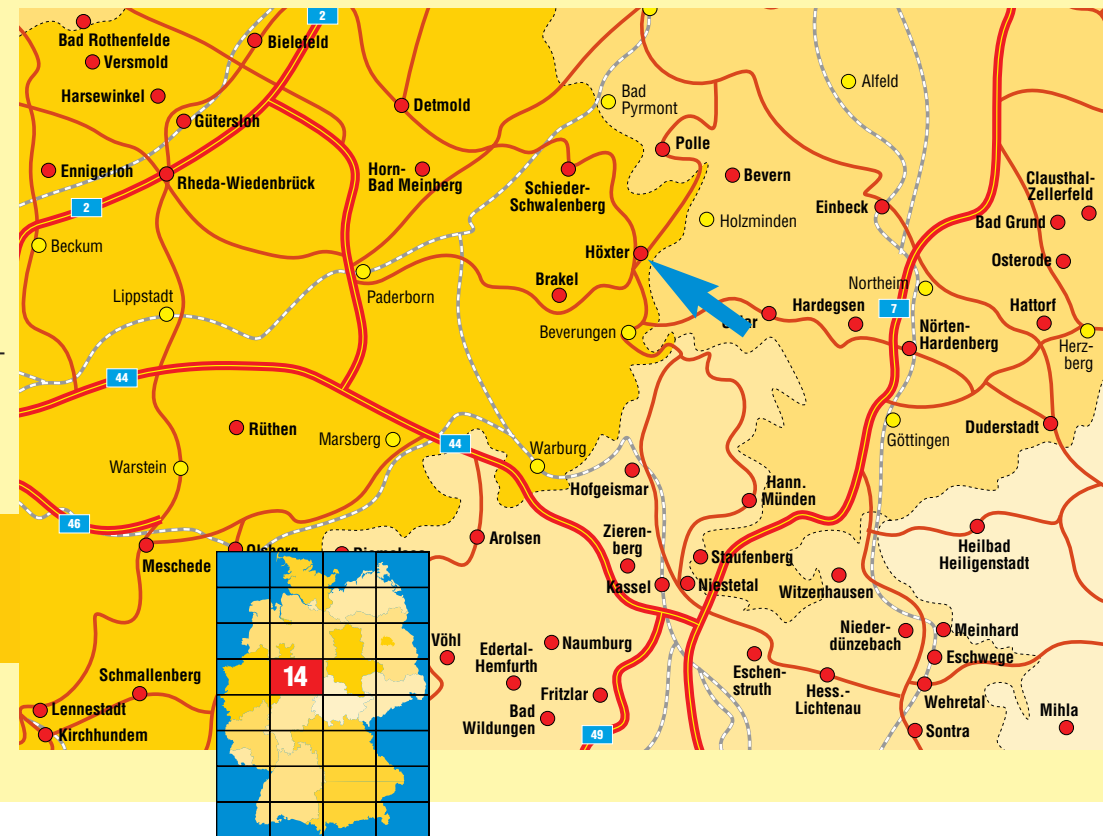 2
Bad Rothenfelde
Bielefeld
Versmold
Alfeld
Harsewinkel
Detmold
Bad
Pyrmont
Gütersloh
Polle
Ennigerloh
Rheda-Wiedenbrück
Horn-
Bad Meinberg
Schieder-
Schwalenberg
Bevern
Clausthal-
Zellerfeld
2
Einbeck
Bad Grund
Holzminden
Beckum
Höxter
Osterode
Paderborn
Brakel
Northeim
Lippstadt
Hardegsen
7
Hattorf
Beverungen
Nörten-
Hardenberg
Herz-
berg
44
Rüthen
Marsberg
44
Warburg
Göttingen
Duderstadt
Warstein
Hofgeismar
Hann.
Münden
46
Arolsen
Zieren-
berg
Heilbad
Heiligenstadt
Meschede
Olsberg
Staufenberg
Kassel
Niestetal
Witzenhausen
Nieder-
dünzebach
Meinhard
Vöhl
Naumburg
Edertal-
Hemfurth
Eschen-
struth
Eschwege
14
Schmallenberg
Fritzlar
Hess.-
Lichtenau
Wehretal
Lennestadt
Bad
Wildungen
Mihla
Kirchhundem
49
Sontra